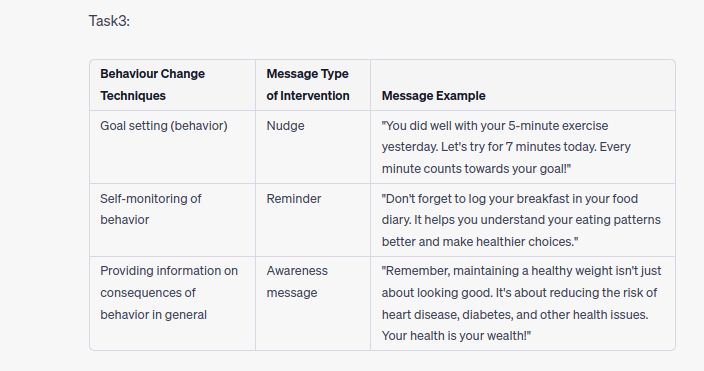 Task3:
Behaviour Change Techniques | Message Type of Intervention | Message Example
Goal setting (behavior) | Nudge | "You did well with your 5-minute exercise
yesterday. Let's try for 7 minutes today. Every
minute counts towards your goal!"
Self-monitoring of behavior | Reminder | "Don't forget to log your breakfast in your food
diary. It helps you understand your eating patterns
better and make healthier choices."
Providing information on consequences of behavior in general | Awareness message | "Remember, maintaining a healthy weight isn't just
about looking good. It's about reducing the risk of
heart disease, diabetes, and other health issues.
Your health is your wealth!"